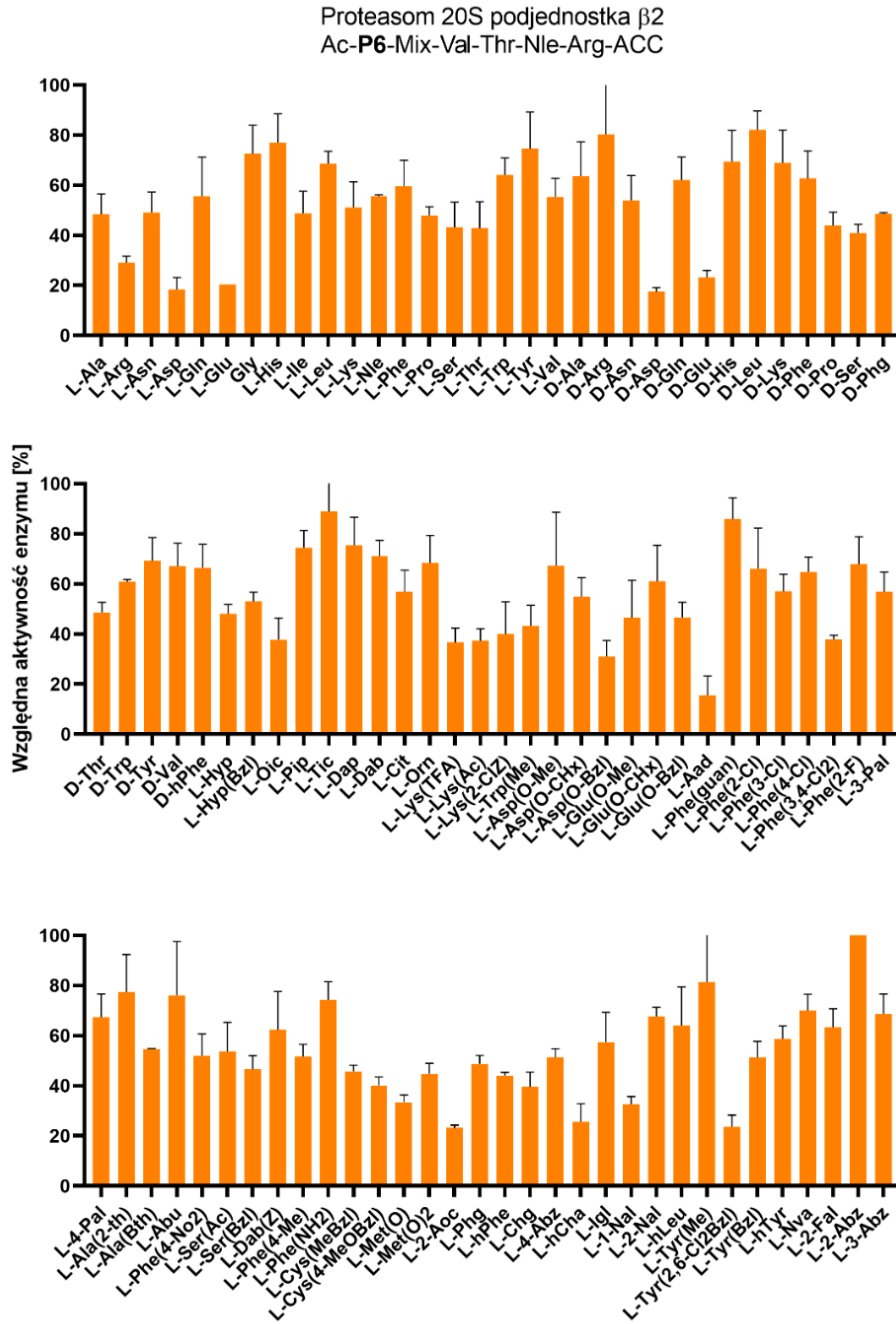 Proteasom 20S podjednostka β2
Ac-P6-Mix-Val-Thr-Nle-Arg-ACC
Względna aktywność enzymu [%]
100
80
60
40
20
0
L-Ala
L-Arg
L-Asn
L-Asp
L-Gln
L-Glu
Gly
L-His
L-Ile
L-Leu
L-Lys
L-Nle
L-Phe
L-Pro
L-Ser
L-Thr
L-Trp
L-Tyr
L-Val
D-Ala
D-Arg
D-Asn
D-Asp
D-Gln
D-Glu
D-His
D-Leu
D-Lys
D-Phe
D-Pro
D-Ser
D-Phg
100
80
60
40
20
0
D-Thr
D-Trp
D-Tyr
D-Val
D-hPhe
L-Hyp
L-Hyp(Bzl)
L-Oic
L-Pip
L-Tic
L-Dap
L-Dab
L-Cit
L-Orn
L-Lys(TFA)
L-Lys(Ac)
L-Lys(2-ClZ)
L-Trp(Me)
L-Asp(O-Me)
L-Asp(O-CHx)
L-Asp(O-Bzl)
L-Glu(O-Me)
L-Glu(O-CHx)
L-Glu(O-Bzl)
L-Aad
L-Phe(guan)
L-Phe(2-Cl)
L-Phe(3-Cl)
L-Phe(4-Cl)
L-Phe(3,4-Cl2)
L-Phe(2-F)
L-3-Pal
100
80
60
40
20
0
L-4-Pal
L-Ala(2-th)
L-Ala(Bth)
L-Abu
L-Phe(4-No2)
L-Ser(Ac)
L-Ser(Bzl)
L-Dab(Z)
L-Phe(4-Me)
L-Phe(NH2)
L-Cys(MeBzl)
L-Cys(4-MeOBzl)
L-Met(O)
L-Met(O)2
L-2-Aoc
L-Phg
L-hPhe
L-Chg
L-4-Abz
L-hCha
L-Igl
L-1-Nal
L-2-Nal
L-hLeu
L-Tyr(Me)
L-Tyr(2,6-Cl2Bzl)
L-Tyr(Bzl)
L-hTyr
L-Nva
L-2-Fal
L-2-Abz
L-3-Abz